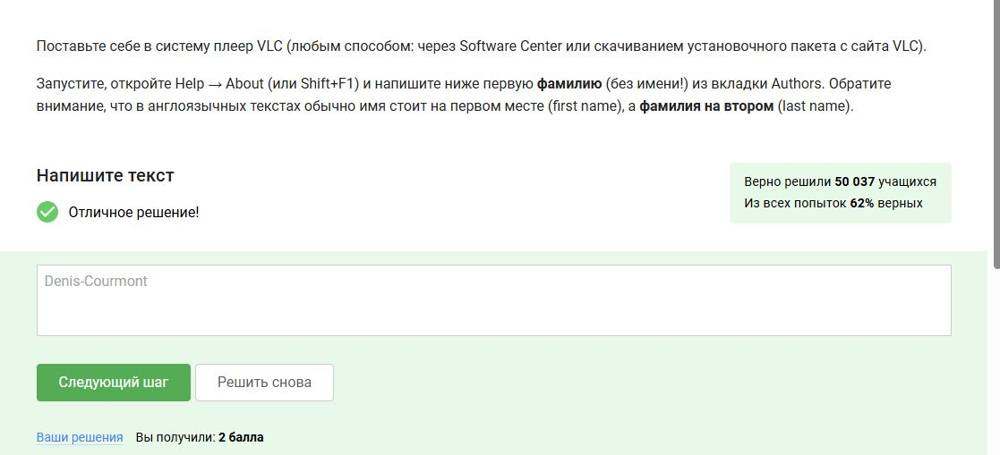 Поставьте себе в систему плеер VLC (любым способом: через Software Center или скачиванием установочного пакета с сайта VLC).
Запустите, откройте Help → About (или Shift+F1) и напишите ниже первую фамилию (без имени!) из вкладки Authors. Обратите
внимание, что в англоязычных текстах обычно имя стоит на первом месте (first name), а фамилия на втором (last name).
Напишите текст
Верно решили 50 037 учащихся
Из всех попыток 62% верных
Отличное решение!
Denis-Courmont
Следующий шаг
Решить снова
Ваши решения Вы получили: 2 балла